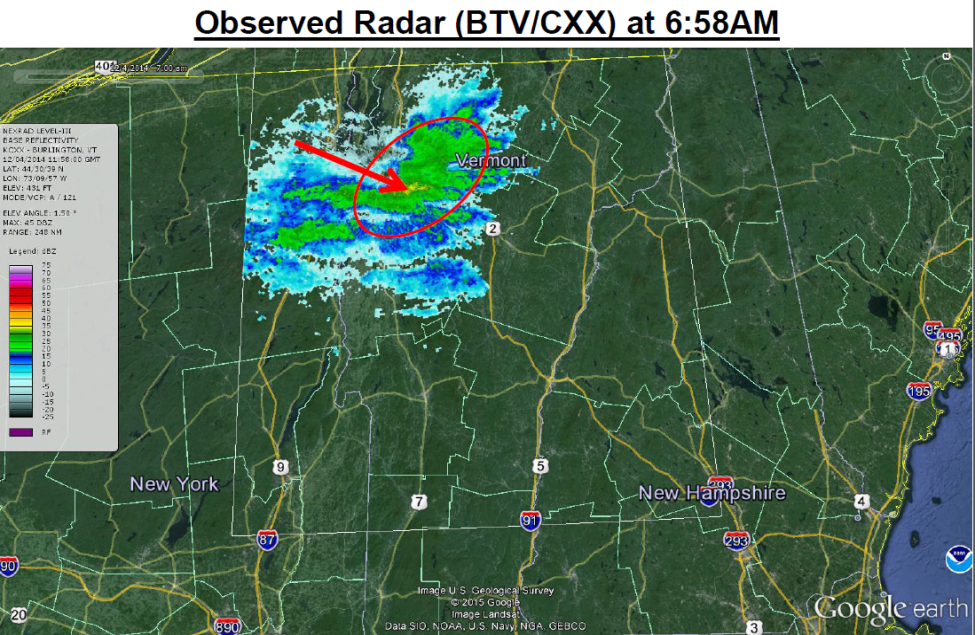 Observed Radar (BTV/CXX) at 6:58AM
40
12/4/2014 7:00 am
N
NEXRAD LEVEL-III
BASE REFLECTIVITY
KCXX - BURLINGTON, VT
12/04/2014 11:58:00 GMT
LAT: 44/30/39 N
LON: 73/09/57 W
ELEV: 431 FT
MODE/VCP: A / 121
ELEV ANGLE: 1.50 °
MAX: 45 DBZ
RANGE: 248 NM
Legend: dBZ
75
70
65
60
55
50
45
40
35
30
25
20
15
10
5
0
-5
-10
-15
-20
-25
RF
Vermont
2
95
495
1
195
9
5
New York
7
293
New Hampshire
4
91
87
293
90
20
890
3
Image U.S. Geological Survey
© 2015 Google
Image Landsat
Data SIO, NOAA, U.S. Navy, NGA, GEBCO
Google earth